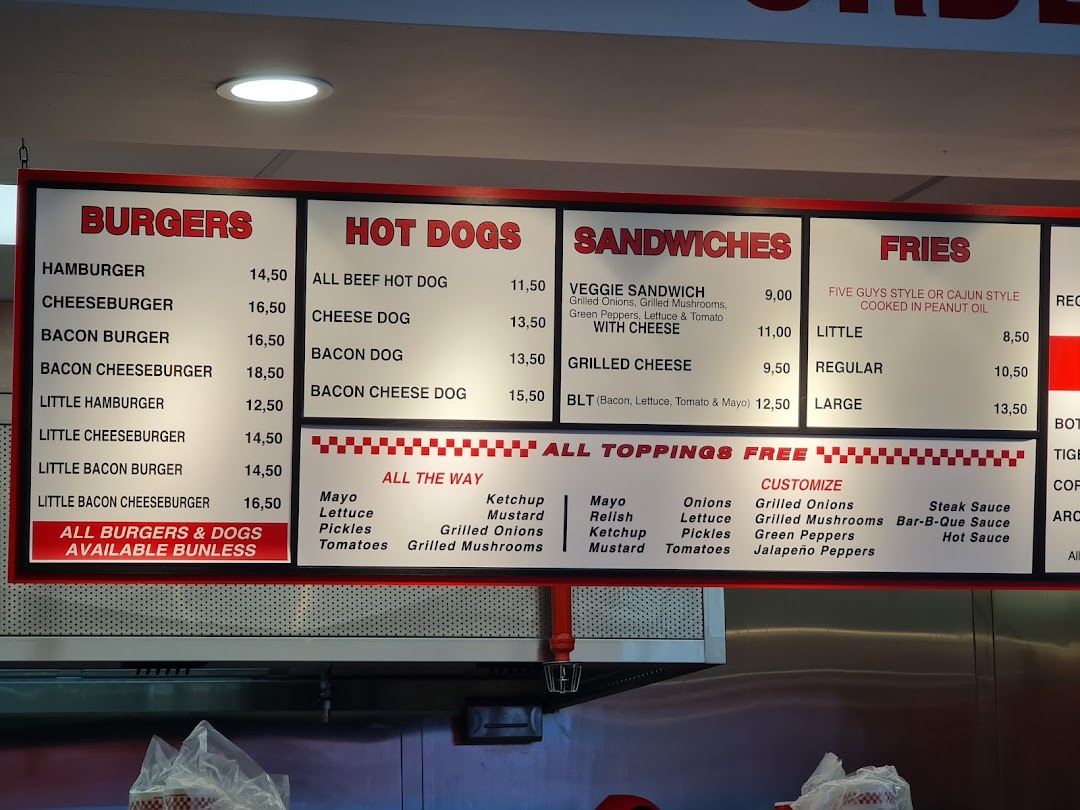 BURGERS
HAMBURGER 14,50
CHEESEBURGER 16,50
BACON BURGER 16,50
BACON CHEESEBURGER 18,50
LITTLE HAMBURGER 12,50
LITTLE CHEESEBURGER 14,50
LITTLE BACON BURGER 14,50
LITTLE BACON CHEESEBURGER 16,50
ALL BURGERS & DOGS
AVAILABLE BUNLESS
HOT DOGS
ALL BEEF HOT DOG 11,50
CHEESE DOG 13,50
BACON DOG 13,50
BACON CHEESE DOG 15,50
SANDWICHES
VEGGIE SANDWICH 9,00
Grilled Onions, Grilled Mushrooms,
Green Peppers, Lettuce & Tomato
WITH CHEESE 11,00
GRILLED CHEESE 9,50
BLT (Bacon, Lettuce, Tomato & Mayo) 12,50
FRIES
FIVE GUYS STYLE OR CAJUN STYLE
COOKED IN PEANUT OIL
LITTLE 8,50
REGULAR 10,50
LARGE 13,50
ALL TOPPINGS FREE
ALL THE WAY
Mayo Ketchup
Lettuce Mustard
Pickles Grilled Onions
Tomatoes Grilled Mushrooms
CUSTOMIZE
Mayo Onions Grilled Onions Steak Sauce
Relish Lettuce Grilled Mushrooms Bar-B-Que Sauce
Ketchup Pickles Green Peppers Hot Sauce
Mustard Tomatoes Jalapeño Peppers